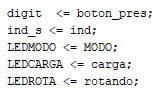 digit  <= boton_pres;
ind_s <= ind;
LEDMODO <= MODO;
LEDCARGA <= carga;
LEDROTA <= rotando;